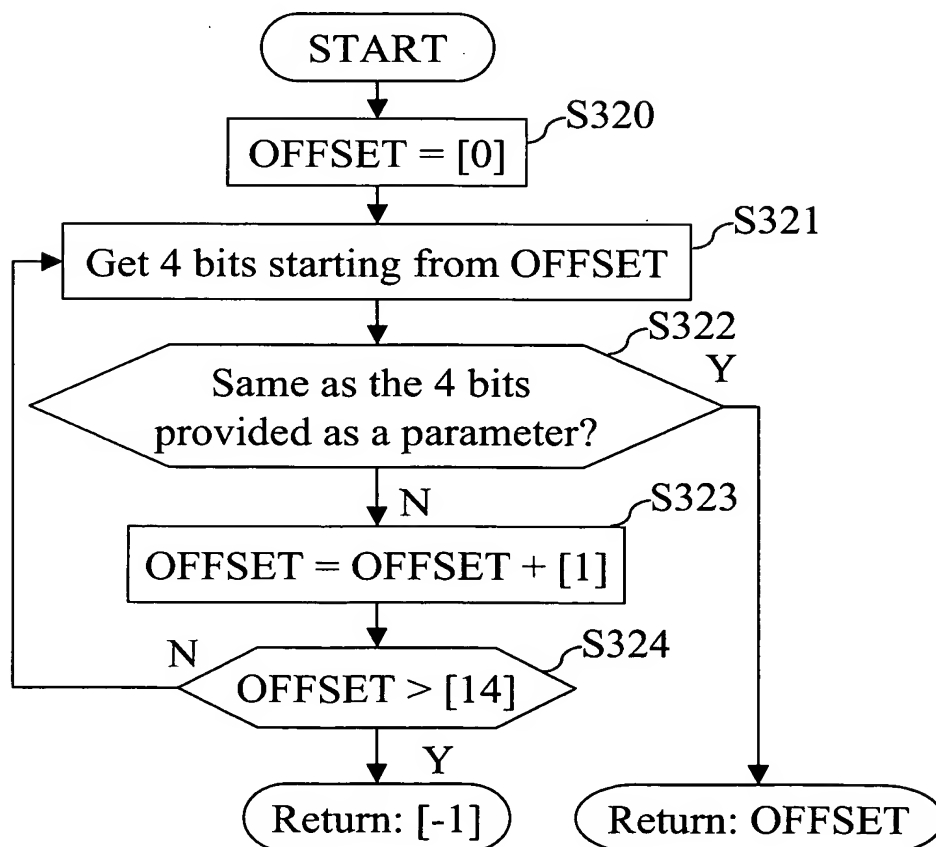 START
S320
OFFSET = [0]
S321
Get 4 bits starting from OFFSET
S322
Y
Same as the 4 bits
provided as a parameter?
N
S323
OFFSET = OFFSET + [1]
S324
N
OFFSET > [14]
Y
Return: [-1]
Return: OFFSET